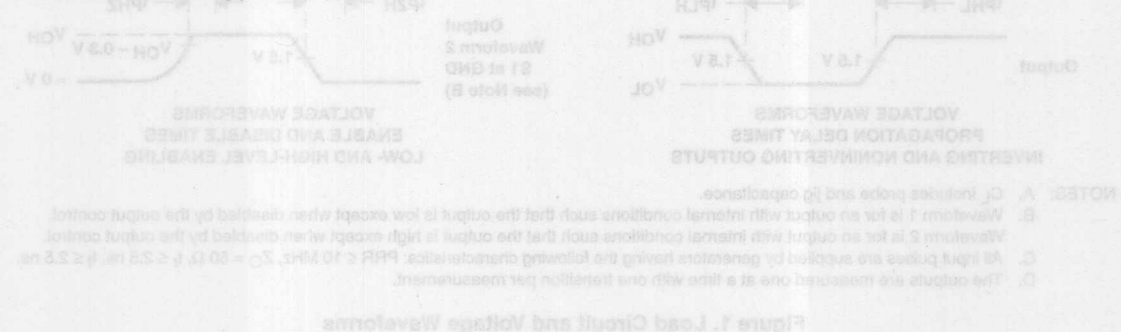 tPHL
tPLH
tPZH
tPHZ
Output
VOH
VOL
1.5 V
1.5 V
Output
Waveform 2
S1 at GND
(see Note B)
1.5 V
VOH – 0.3 V
VOH
≈ 0 V
VOLTAGE WAVEFORMS
PROPAGATION DELAY TIMES
INVERTING AND NONINVERTING OUTPUTS
VOLTAGE WAVEFORMS
ENABLE AND DISABLE TIMES
LOW- AND HIGH-LEVEL ENABLING
NOTES: A. CL includes probe and jig capacitance.
B. Waveform 1 is for an output with internal conditions such that the output is low except when disabled by the output control.
Waveform 2 is for an output with internal conditions such that the output is high except when disabled by the output control.
C. All input pulses are supplied by generators having the following characteristics: PRR ≤ 10 MHz, ZO = 50 Ω, tr ≤ 2.5 ns, tf ≤ 2.5 ns.
D. The outputs are measured one at a time with one transition per measurement.
Figure 1. Load Circuit and Voltage Waveforms